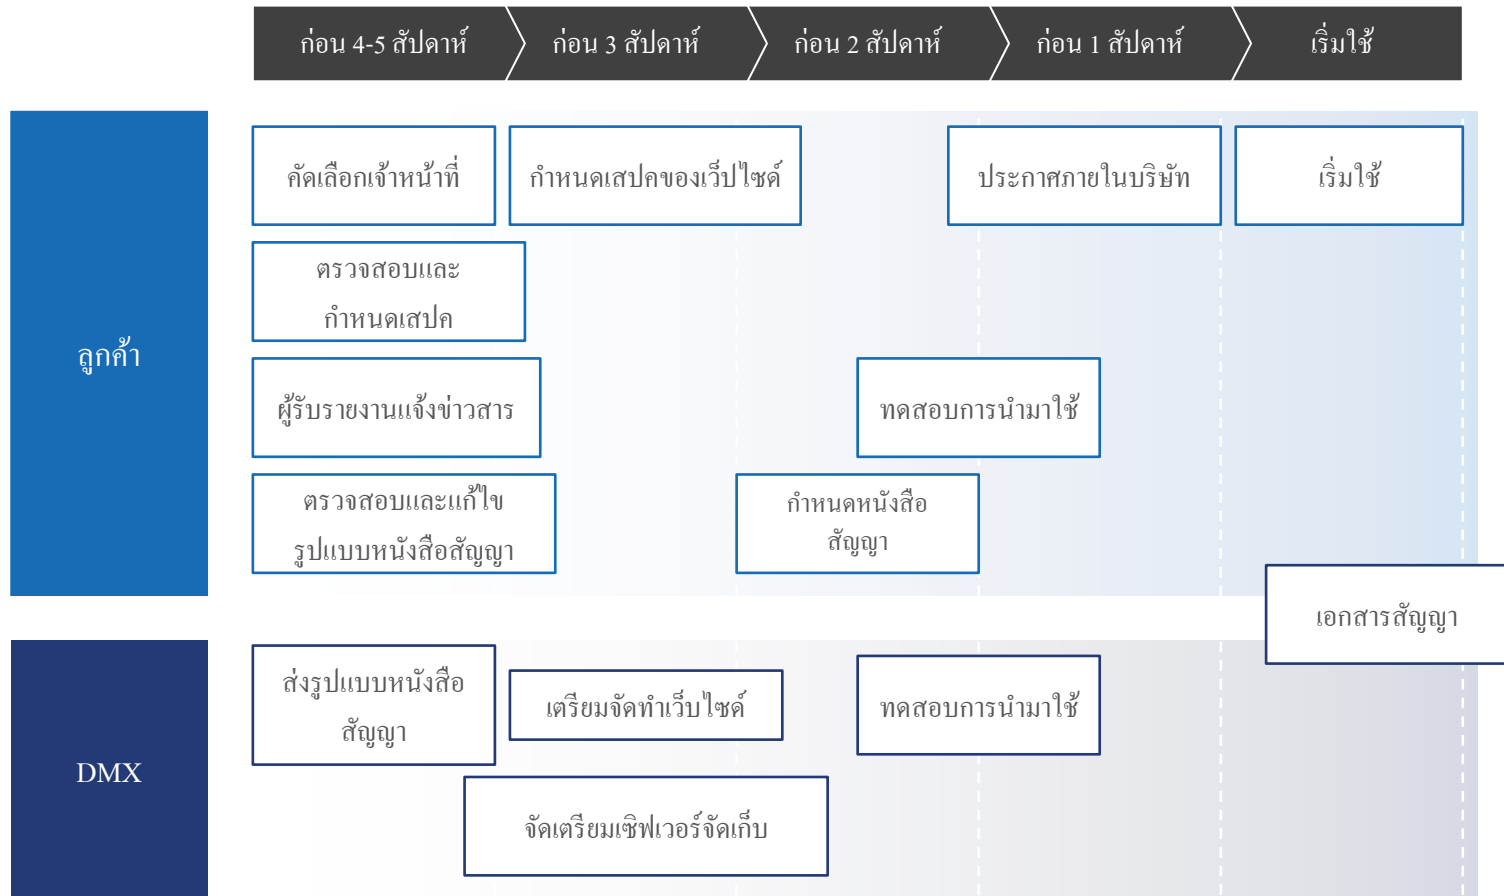 ก่อน 4-5 สัปดาห์
ก่อน 3 สัปดาห์
ก่อน 2 สัปดาห์
ก่อน 1 สัปดาห์
เริ่มใช้
ลูกค้า
คัดเลือกเจ้าหน้าที่
กำหนดเสปคของเว็ปไซด์
ประกาศภายในบริษัท
เริ่มใช้
ตรวจสอบและ
กำหนดเสปค
ผู้รับรายงานแจ้งข่าวสาร
ทดสอบการนำมาใช้
ตรวจสอบและแก้ไข
รูปแบบหนังสือสัญญา
กำหนดหนังสือ
สัญญา
เอกสารสัญญา
DMX
ส่งรูปแบบหนังสือ
สัญญา
เตรียมจัดทำเว็บไซด์
ทดสอบการนำมาใช้
จัดเตรียมเซิฟเวอร์จัดเก็บ